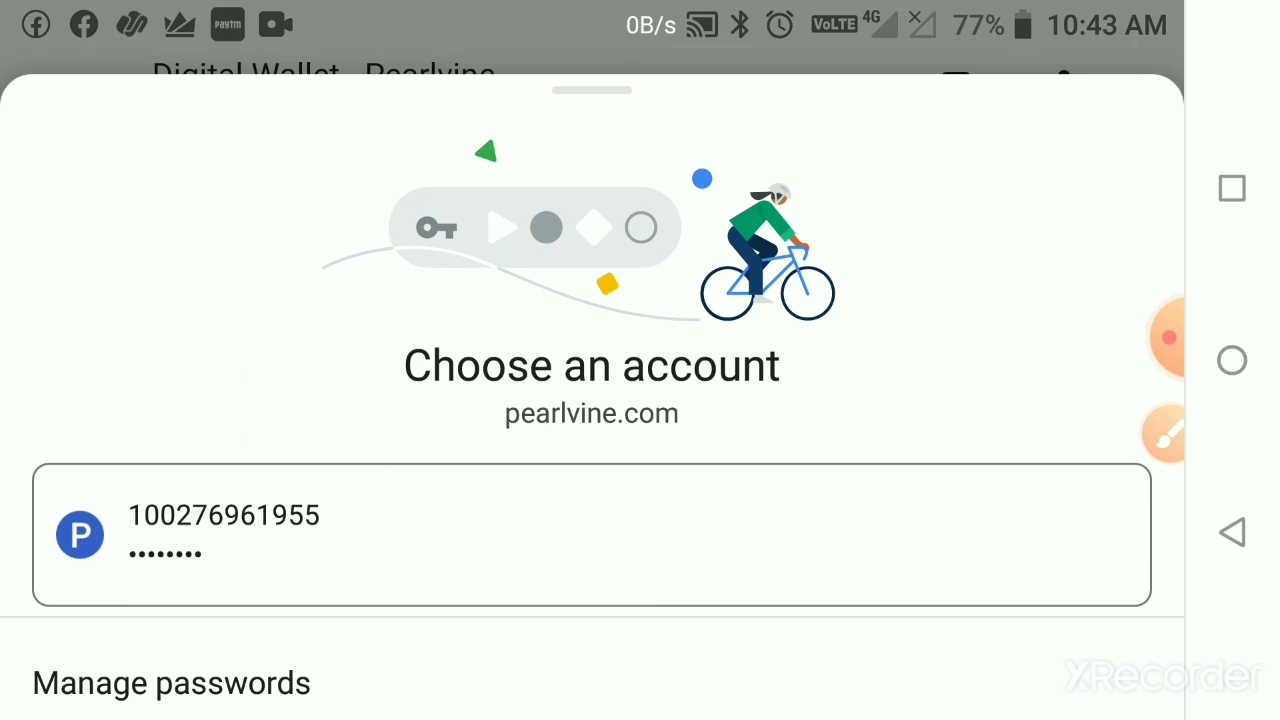 paytm 0B/s VoLTE 4G 77% 10:43 AM
Digital Wallet - Pearlvine
Choose an account
pearlvine.com
100276961955
P
••••••••
Manage passwords
XRecorder